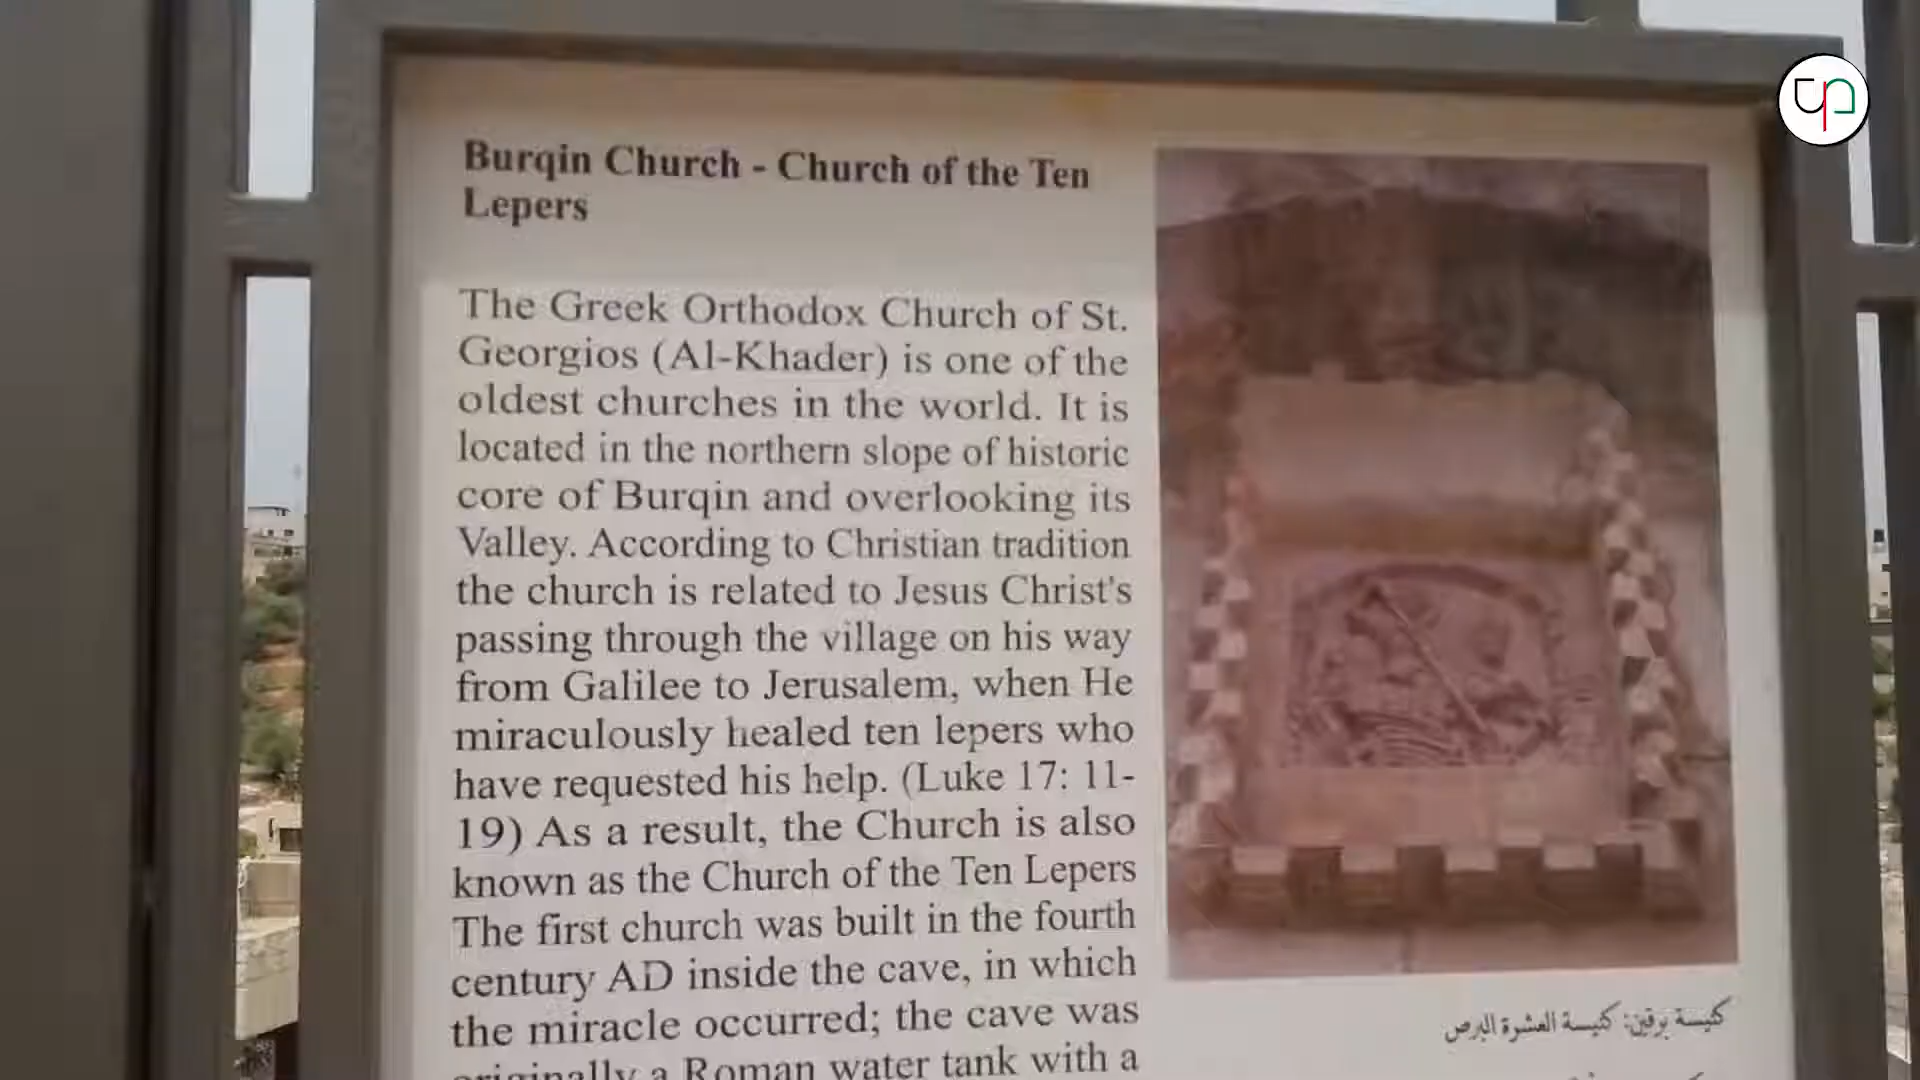 Burqin Church - Church of the Ten
Lepers
The Greek Orthodox Church of St.
Georgios (Al-Khader) is one of the
oldest churches in the world. It is
located in the northern slope of historic
core of Burqin and overlooking its
Valley. According to Christian tradition
the church is related to Jesus Christ's
passing through the village on his way
from Galilee to Jerusalem, when He
miraculously healed ten lepers who
have requested his help. (Luke 17: 11-
19) As a result, the Church is also
known as the Church of the Ten Lepers
The first church was built in the fourth
century AD inside the cave, in which
the miracle occurred; the cave was
originally a Roman water tank with a
كنيسة برقين: كنيسة العشرة البرص